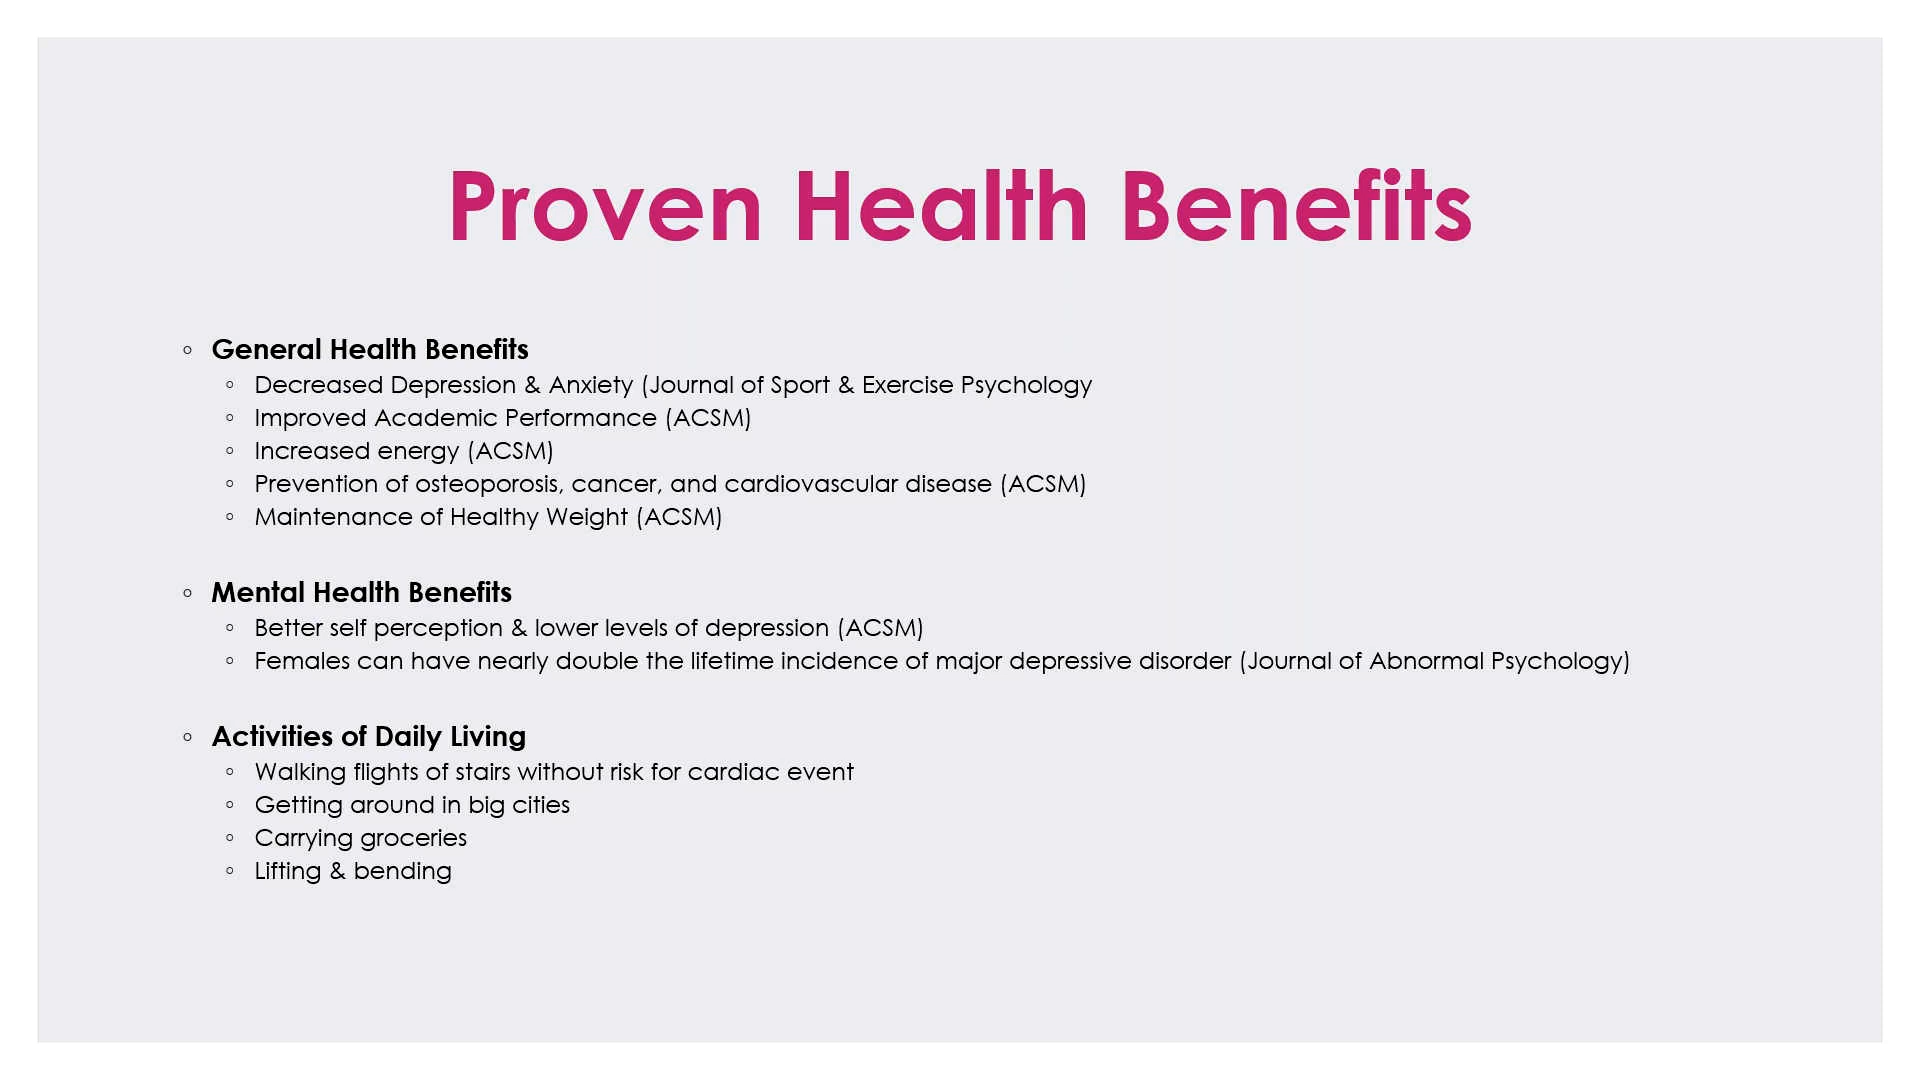 Proven Health Benefits
◦ General Health Benefits
◦ Decreased Depression & Anxiety (Journal of Sport & Exercise Psychology
◦ Improved Academic Performance (ACSM)
◦ Increased energy (ACSM)
◦ Prevention of osteoporosis, cancer, and cardiovascular disease (ACSM)
◦ Maintenance of Healthy Weight (ACSM)
◦ Mental Health Benefits
◦ Better self perception & lower levels of depression (ACSM)
◦ Females can have nearly double the lifetime incidence of major depressive disorder (Journal of Abnormal Psychology)
◦ Activities of Daily Living
◦ Walking flights of stairs without risk for cardiac event
◦ Getting around in big cities
◦ Carrying groceries
◦ Lifting & bending